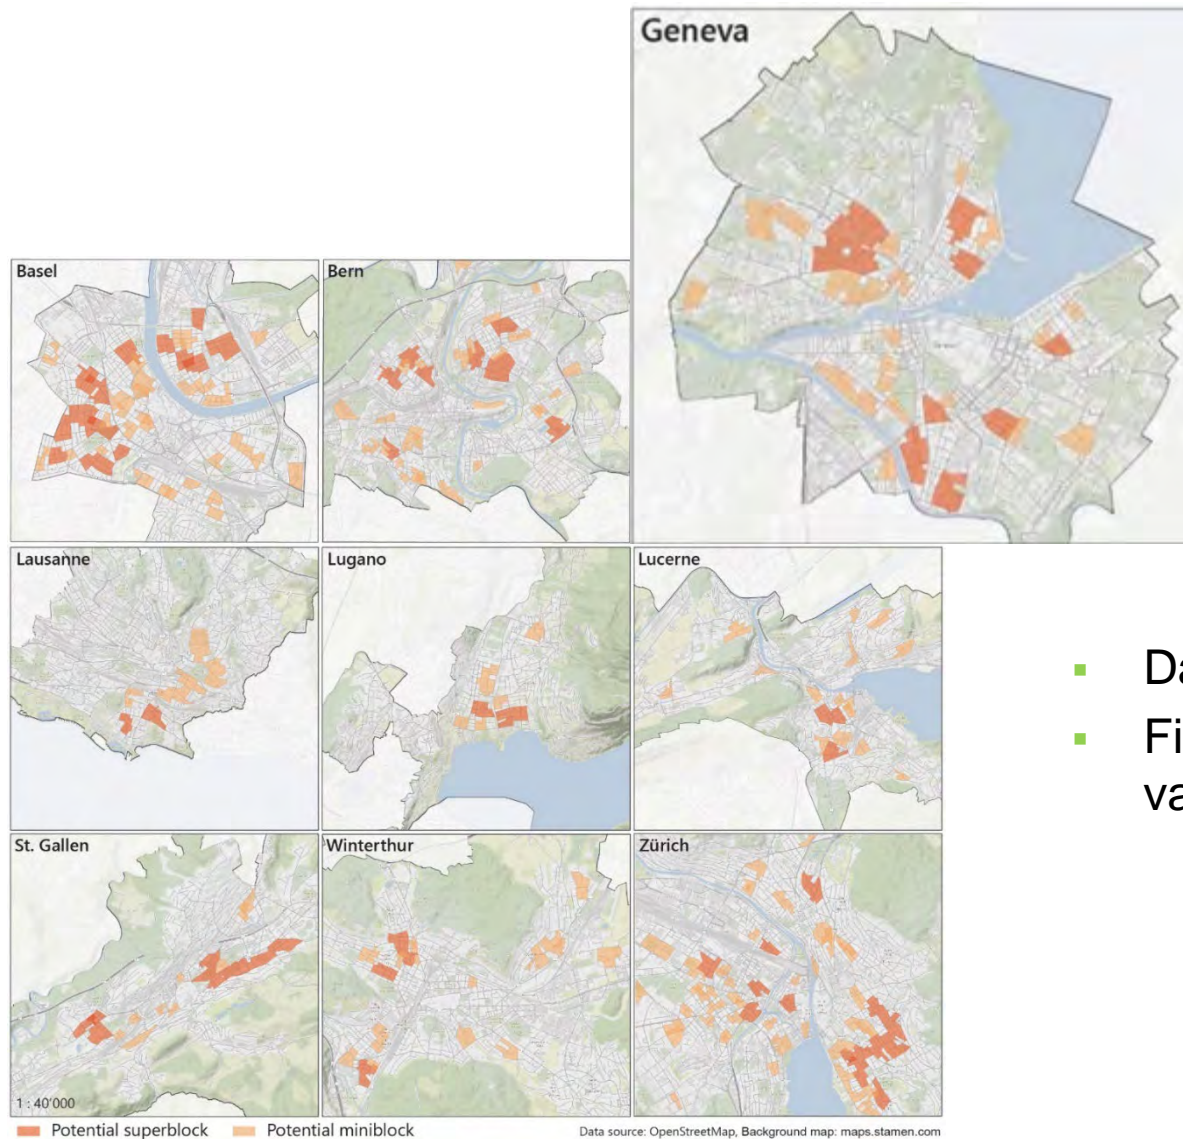 Geneva
Basel
Bern
Lausanne
Lugano
Lucerne
St. Gallen
Winterthur
Zürich
1 : 40'000
Potential superblock
Potential miniblock
Data source: OpenStreetMap, Background map: maps.stamen.com
▪ Da
▪ Fi
va